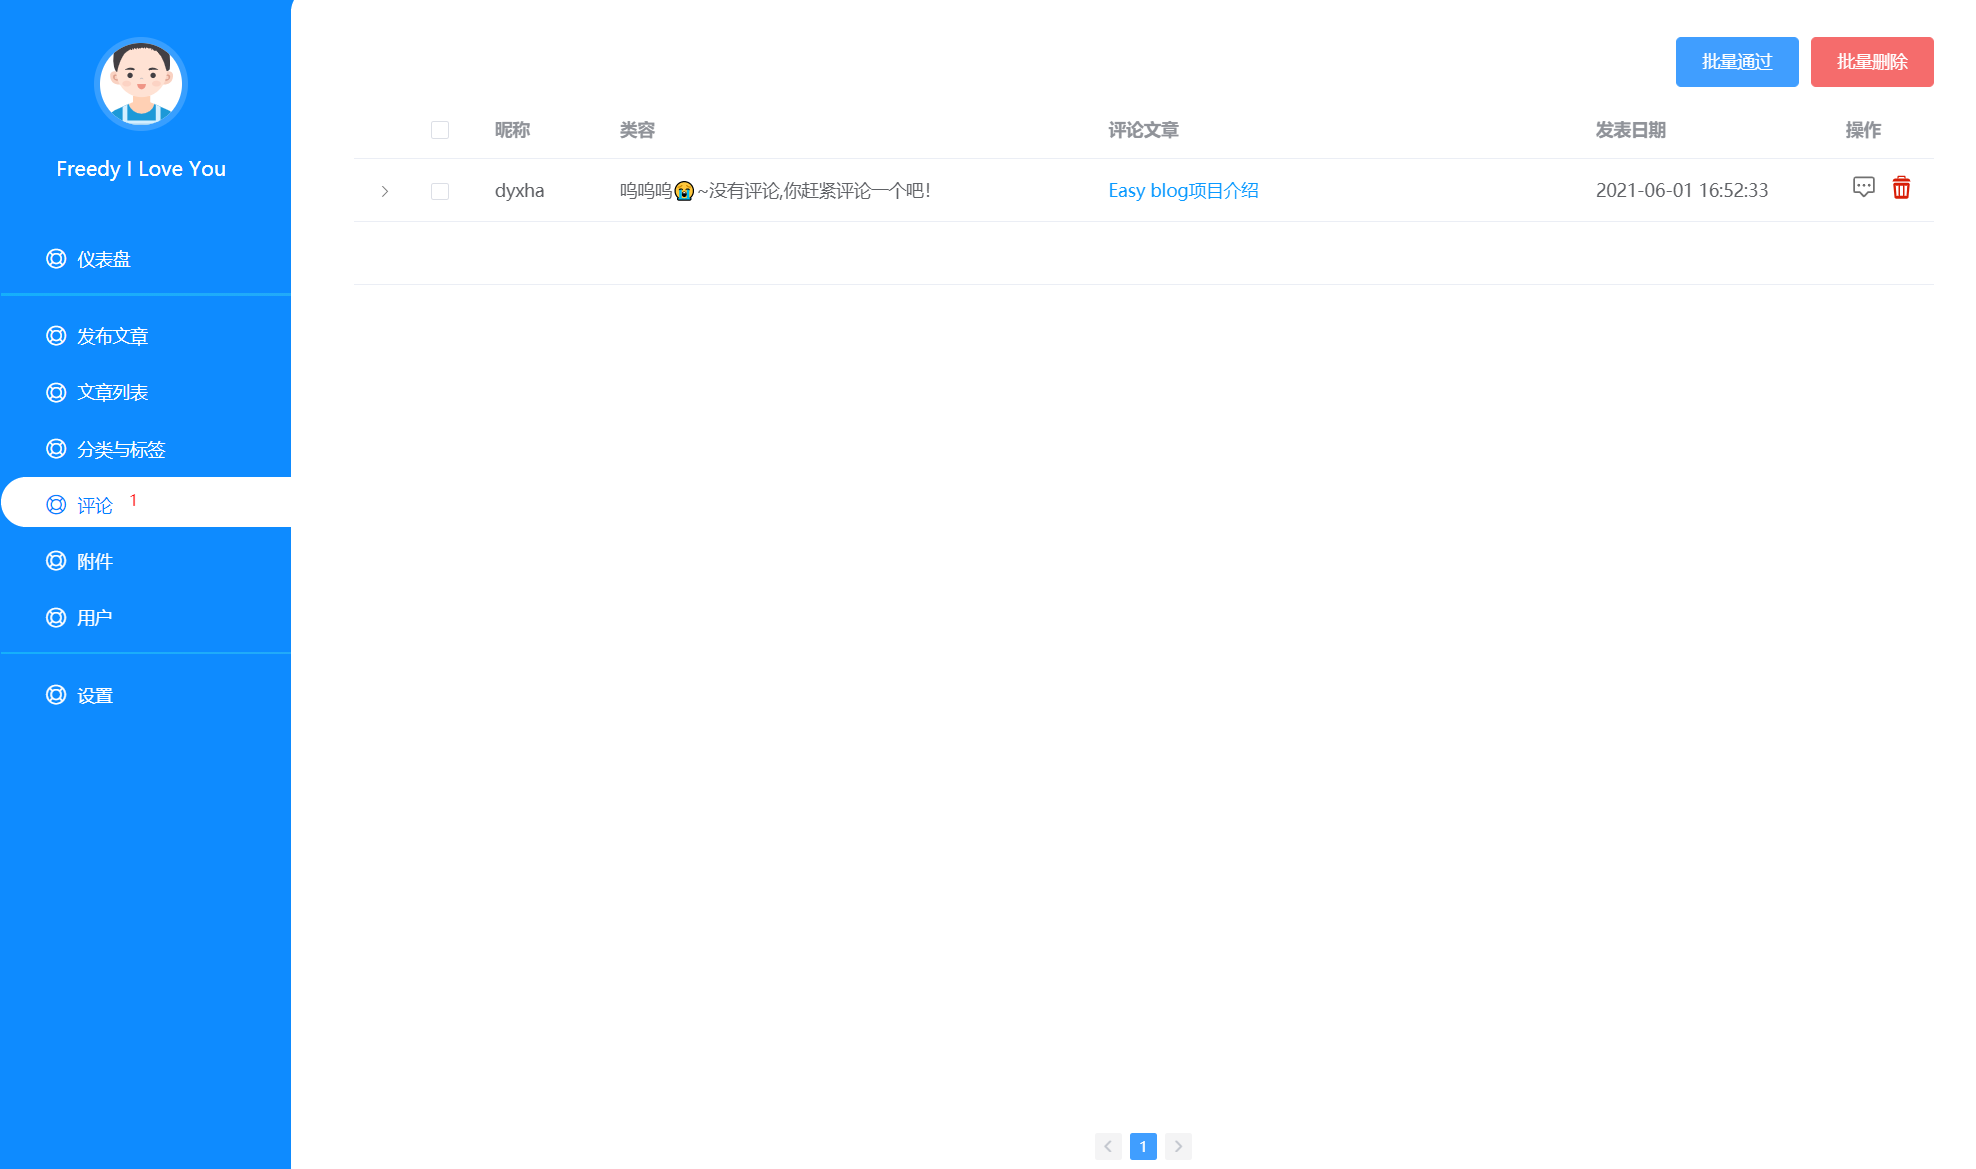 Freedy I Love You
仪表盘
发布文章
文章列表
分类与标签
评论 1
附件
用户
设置
批量通过 批量删除
昵称 类容 评论文章 发表日期 操作
dyxha 呜呜呜😭~没有评论,你赶紧评论一个吧! Easy blog项目介绍 2021-06-01 16:52:33
1